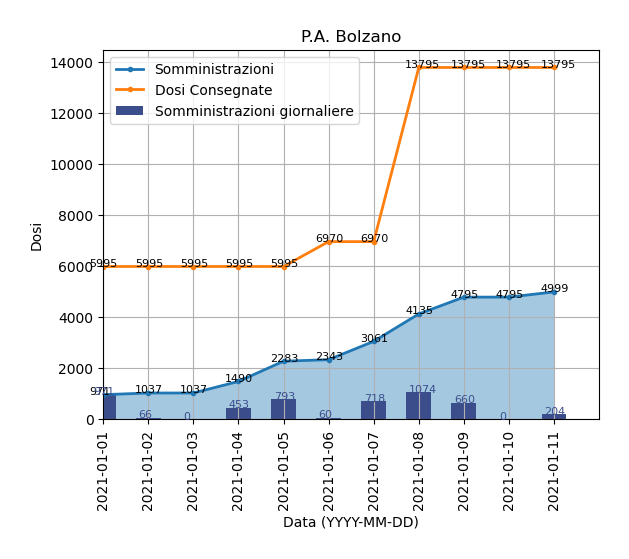 P.A. Bolzano
Somministrazioni
Dosi Consegnate
Somministrazioni giornaliere
Dosi
14000
12000
10000
8000
6000
4000
2000
0
5995 5995 5995 5995 5995 6970 6970 13795 13795 13795 13795
971 1037 1037 1490 2283 2343 3061 4135 4795 4795 4999
66 0 453 793 60 718 1074 660 0 204
2021-01-01
2021-01-02
2021-01-03
2021-01-04
2021-01-05
2021-01-06
2021-01-07
2021-01-08
2021-01-09
2021-01-10
2021-01-11
Data (YYYY-MM-DD)